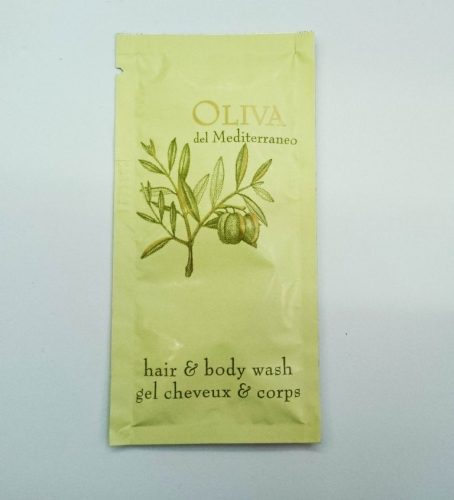 OLIVA
del Mediterraneo
hair & body wash
gel cheveux & corps